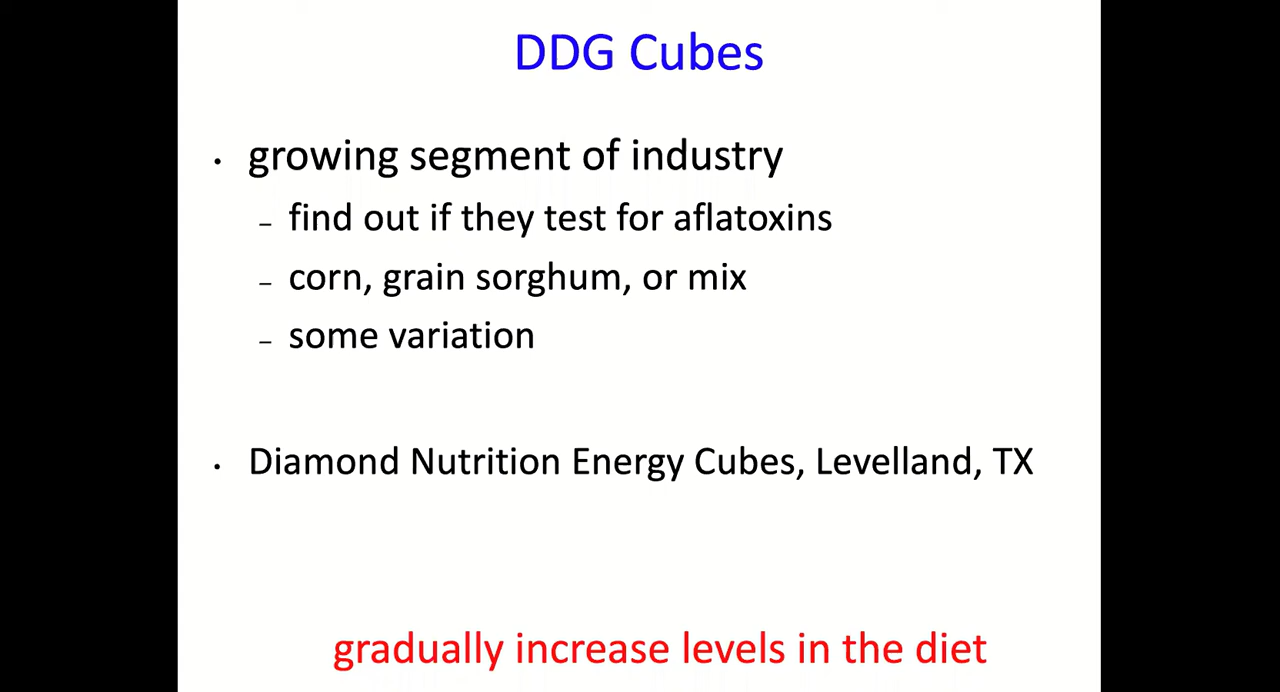 DDG Cubes
• growing segment of industry
– find out if they test for aflatoxins
– corn, grain sorghum, or mix
– some variation
• Diamond Nutrition Energy Cubes, Levelland, TX
gradually increase levels in the diet